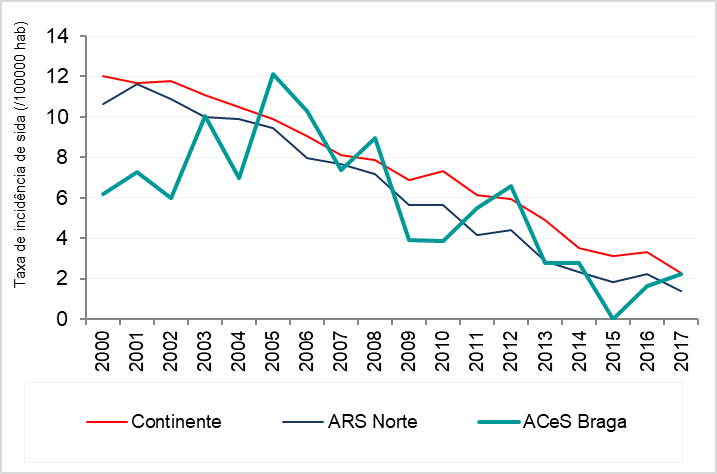 Taxa de incidência de sida (/100000 hab)
14
12
10
8
6
4
2
0
2000 2001 2002 2003 2004 2005 2006 2007 2008 2009 2010 2011 2012 2013 2014 2015 2016 2017
Continente ARS Norte ACeS Braga